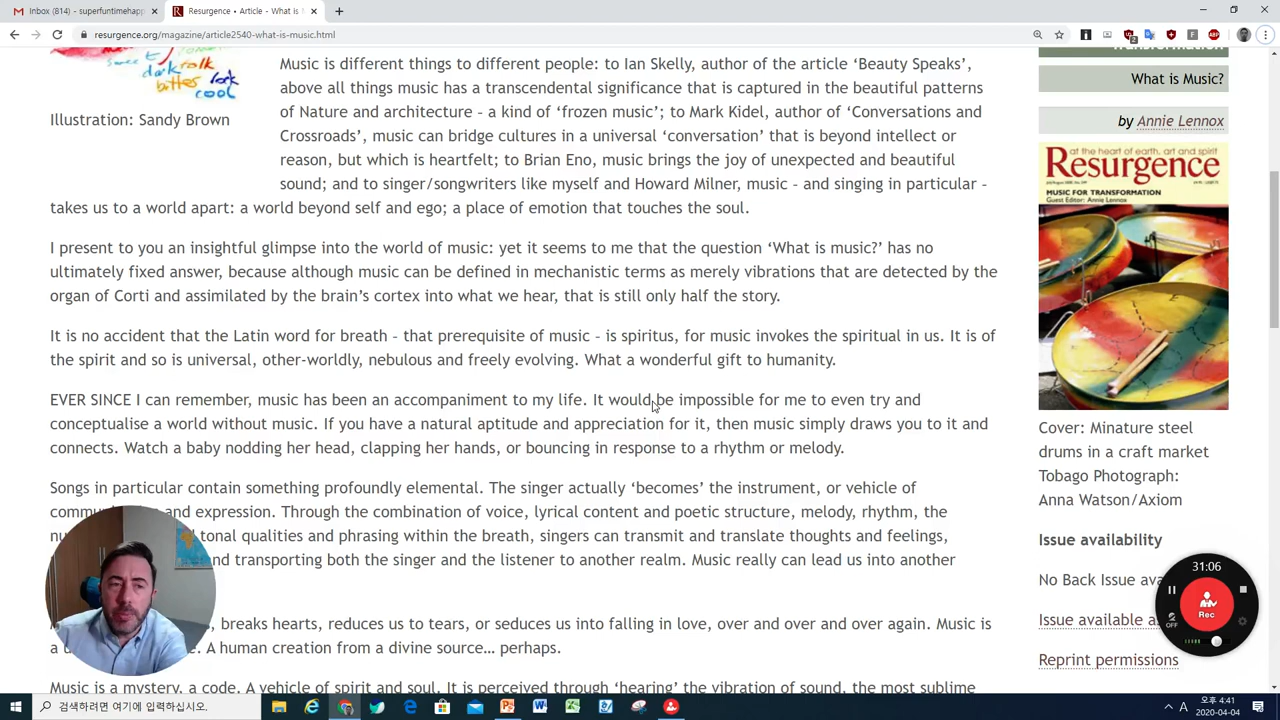 Inbox (814) - superfuntimehapp
Resurgence • Article - What is M
resurgence.org/magazine/article2540-what-is-music.html
dark folk
bitter
cool
Illustration: Sandy Brown
Music is different things to different people: to Ian Skelly, author of the article ‘Beauty Speaks’,
above all things music has a transcendental significance that is captured in the beautiful patterns
of Nature and architecture – a kind of ‘frozen music’; to Mark Kidel, author of ‘Conversations and
Crossroads’, music can bridge cultures in a universal ‘conversation’ that is beyond intellect or
reason, but which is heartfelt; to Brian Eno, music brings the joy of unexpected and beautiful
sound; and to singer/songwriters like myself and Howard Milner, music – and singing in particular –
takes us to a world apart: a world beyond self and ego; a place of emotion that touches the soul.
I present to you an insightful glimpse into the world of music: yet it seems to me that the question ‘What is music?’ has no
ultimately fixed answer, because although music can be defined in mechanistic terms as merely vibrations that are detected by the
organ of Corti and assimilated by the brain’s cortex into what we hear, that is still only half the story.
It is no accident that the Latin word for breath – that prerequisite of music – is spiritus, for music invokes the spiritual in us. It is of
the spirit and so is universal, other-worldly, nebulous and freely evolving. What a wonderful gift to humanity.
EVER SINCE I can remember, music has been an accompaniment to my life. It would be impossible for me to even try and
conceptualise a world without music. If you have a natural aptitude and appreciation for it, then music simply draws you to it and
connects. Watch a baby nodding her head, clapping her hands, or bouncing in response to a rhythm or melody.
Songs in particular contain something profoundly elemental. The singer actually ‘becomes’ the instrument, or vehicle of
and expression. Through the combination of voice, lyrical content and poetic structure, melody, rhythm, the
tonal qualities and phrasing within the breath, singers can transmit and translate thoughts and feelings,
and transporting both the singer and the listener to another realm. Music really can lead us into another
, breaks hearts, reduces us to tears, or seduces us into falling in love, over and over and over again. Music is
a . A human creation from a divine source… perhaps.
Music is a mystery, a code. A vehicle of spirit and soul. It is perceived through ‘hearing’ the vibration of sound, the most sublime
Transformation
What is Music?
by Annie Lennox
at the heart of earth, art and spirit
Resurgence
MUSIC FOR TRANSFORMATION
Guest Editor: Annie Lennox
Cover: Minature steel
drums in a craft market
Tobago Photograph:
Anna Watson/Axiom
Issue availability
No Back Issue ava
Issue available as
Reprint permissions
31:06
Rec
OFF
검색하려면 여기에 입력하십시오.
A
오후 4:41
2020-04-04